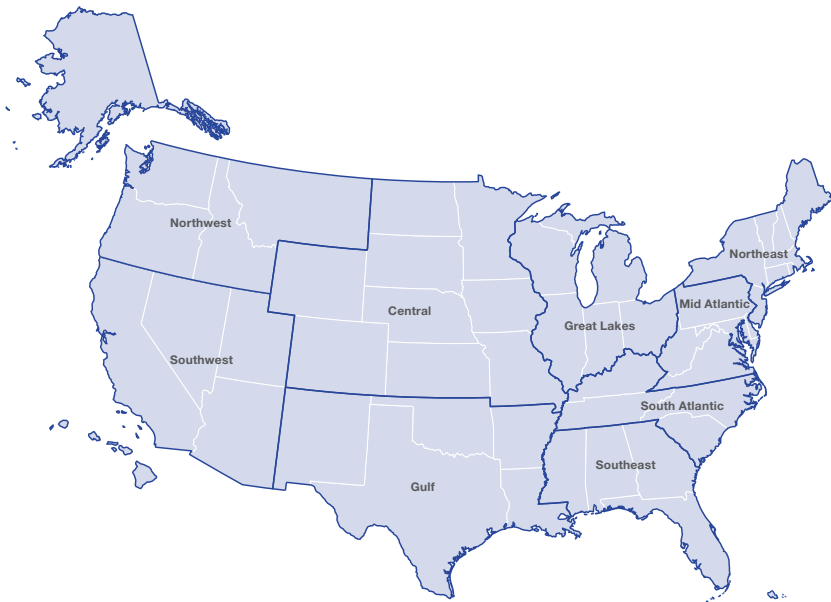 Northwest
Northeast
Mid Atlantic
Central
Great Lakes
Southwest
South Atlantic
Southeast
Gulf